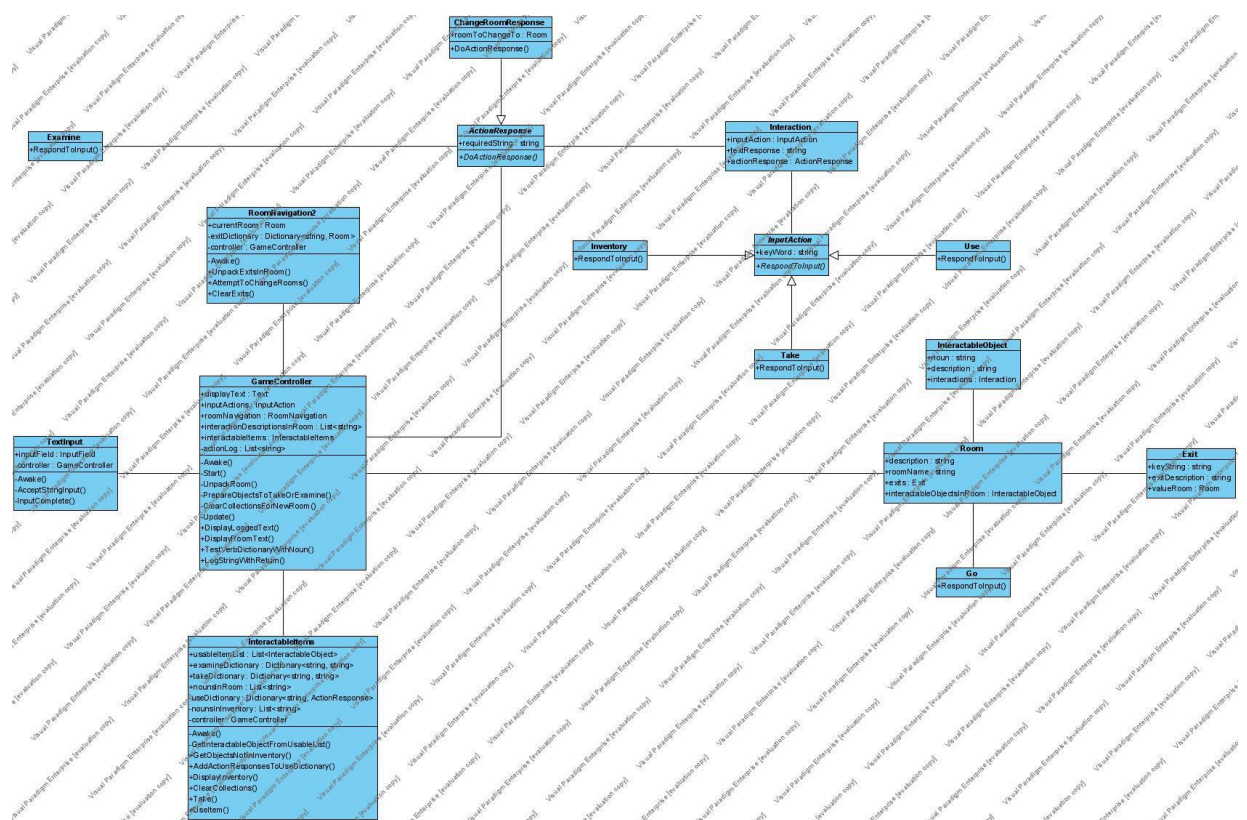 ChangeRoomResponse
+roomToChangeTo : Room
+DoActionResponse()
Examine
+RespondToInput()
ActionResponse
+requiredString : string
+DoActionResponse()
Interaction
+inputAction : InputAction
+textResponse : string
+actionResponse : ActionResponse
RoomNavigation2
+currentRoom : Room
-exitDictionary : Dictionary<string, Room>
-controller : GameController
-Awake()
+UnpackExitsInRoom()
+AttemptToChangeRooms()
+ClearExits()
Inventory
+RespondToInput()
InputAction
+keyWord : string
+RespondToInput()
Use
+RespondToInput()
Take
+RespondToInput()
InteractableObject
+noun : string
+description : string
+interactions : Interaction
GameController
+displayText : Text
+inputActions : InputAction
+roomNavigation : RoomNavigation
+interactionDescriptionsInRoom : List<string>
+interactableItems : InteractableItems
-actionLog : List<string>
-Awake()
-Start()
-UnpackRoom()
-PrepareObjectsToTakeOrExamine()
-ClearCollectionsForNewRoom()
-Update()
+DisplayLoggedText()
+DisplayRoomText()
+TestVerbDictionaryWithNoun()
+LogStringWithReturn()
TextInput
+inputField : InputField
-controller : GameController
-Awake()
-AcceptStringInput()
-InputComplete()
Room
+description : string
+roomName : string
+exits : Exit
+interactableObjectsInRoom : InteractableObject
Exit
+keyString : string
+exitDescription : string
+valueRoom : Room
Go
+RespondToInput()
InteractableItems
+usableItemList : List<InteractableObject>
+examineDictionary : Dictionary<string, string>
+takeDictionary : Dictionary<string, string>
+nounsInRoom : List<string>
-useDictionary : Dictionary<string, ActionResponse>
-nounsInInventory : List<string>
-controller : GameController
-Awake()
-GetInteractableObjectFromUsableList()
+GetObjectsNotInInventory()
+AddActionResponsesToUseDictionary()
+DisplayInventory()
+ClearCollections()
+Take()
+UseItem()
Visual Paradigm Enterprise [evaluation copy]